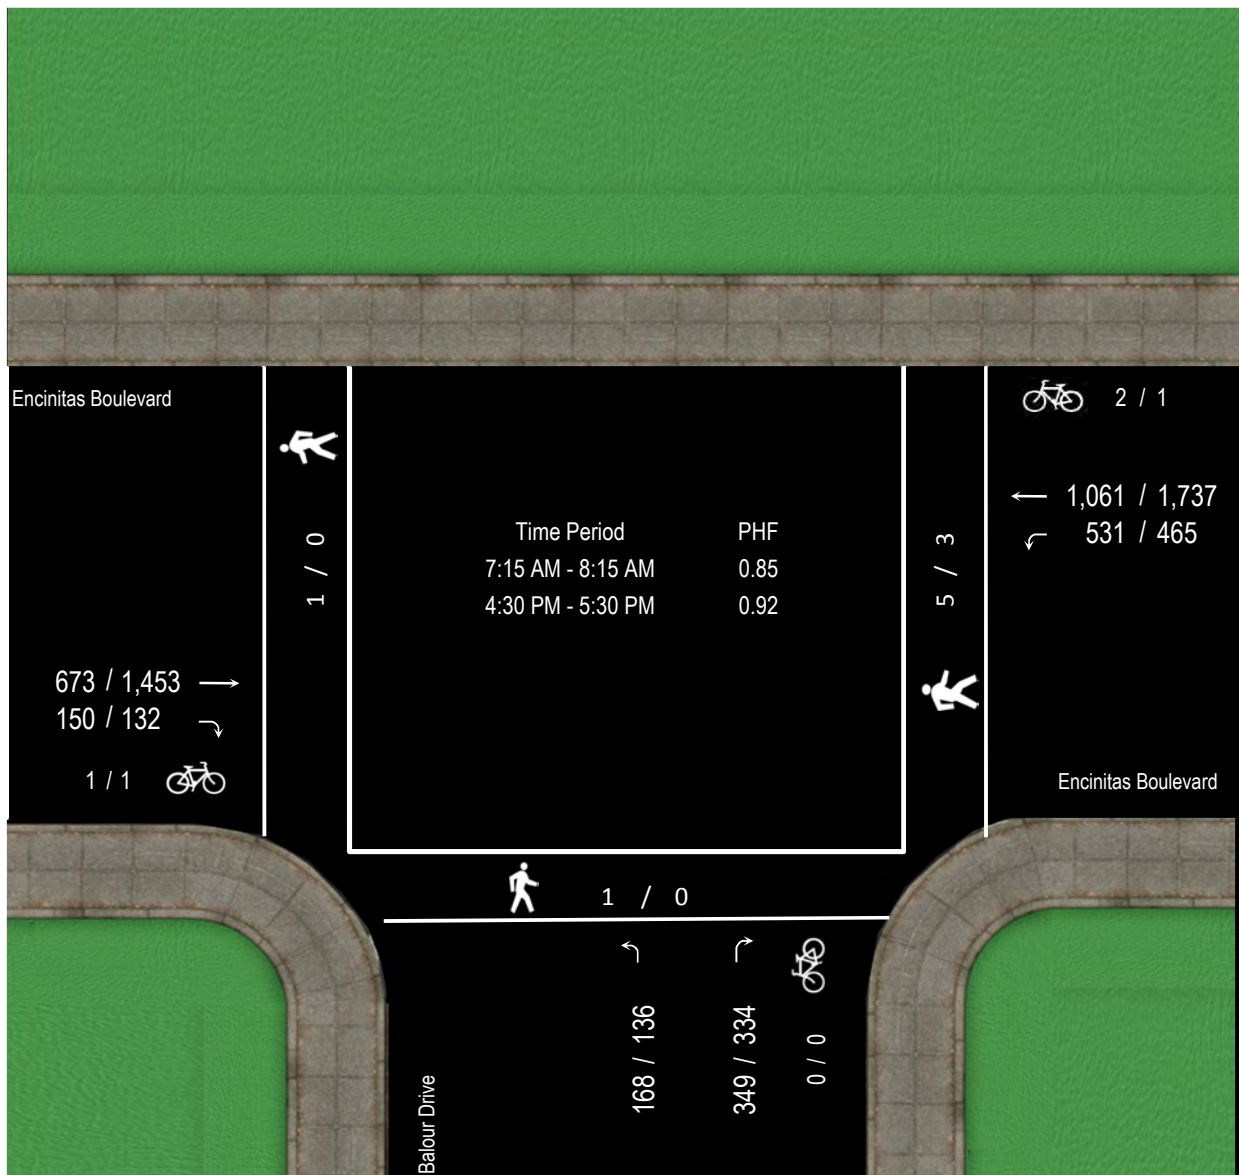 Encinitas Boulevard
2 / 1
1,061 / 1,737
531 / 465
1 / 0
Time Period PHF
7:15 AM - 8:15 AM 0.85
4:30 PM - 5:30 PM 0.92
5 / 3
673 / 1,453
150 / 132
1 / 1
Encinitas Boulevard
1 / 0
168 / 136
349 / 334
0 / 0
Balour Drive